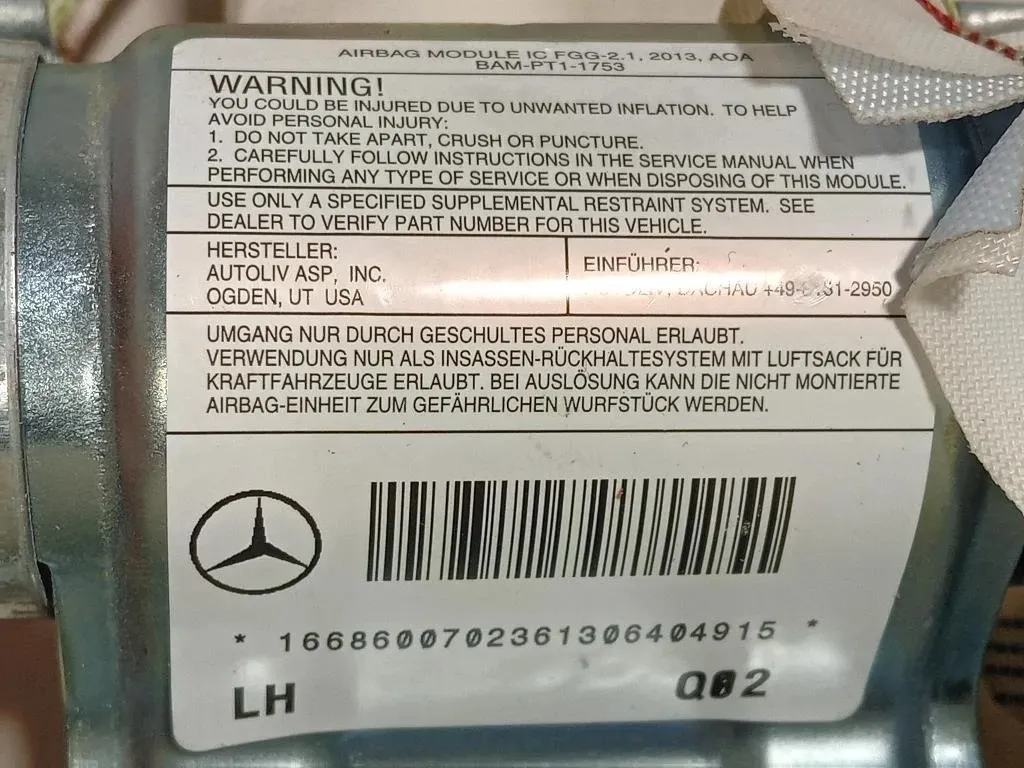 AIRBAG MODULE IC FGG-2.1, 2013, AOA
BAM-PT1-1753
WARNING!
YOU COULD BE INJURED DUE TO UNWANTED INFLATION. TO HELP
AVOID PERSONAL INJURY:
1. DO NOT TAKE APART, CRUSH OR PUNCTURE.
2. CAREFULLY FOLLOW INSTRUCTIONS IN THE SERVICE MANUAL WHEN
PERFORMING ANY TYPE OF SERVICE OR WHEN DISPOSING OF THIS MODULE.
USE ONLY A SPECIFIED SUPPLEMENTAL RESTRAINT SYSTEM. SEE
DEALER TO VERIFY PART NUMBER FOR THIS VEHICLE.
HERSTELLER:
AUTOLIV ASP, INC.
OGDEN, UT USA
EINFÜHRER:
DACHAU
UMGANG NUR DURCH GESCHULTES PERSONAL ERLAUBT.
VERWENDUNG NUR ALS INSASSEN-RÜCKHALTESYSTEM MIT LUFTSACK FÜR
KRAFTFAHRZEUGE ERLAUBT. BEI AUSLÖSUNG KANN DIE NICHT MONTIERTE
AIRBAG-EINHEIT ZUM GEFÄHRLICHEN WURFSTÜCK WERDEN.
* 1668600702361306404915 *
LH
Q02